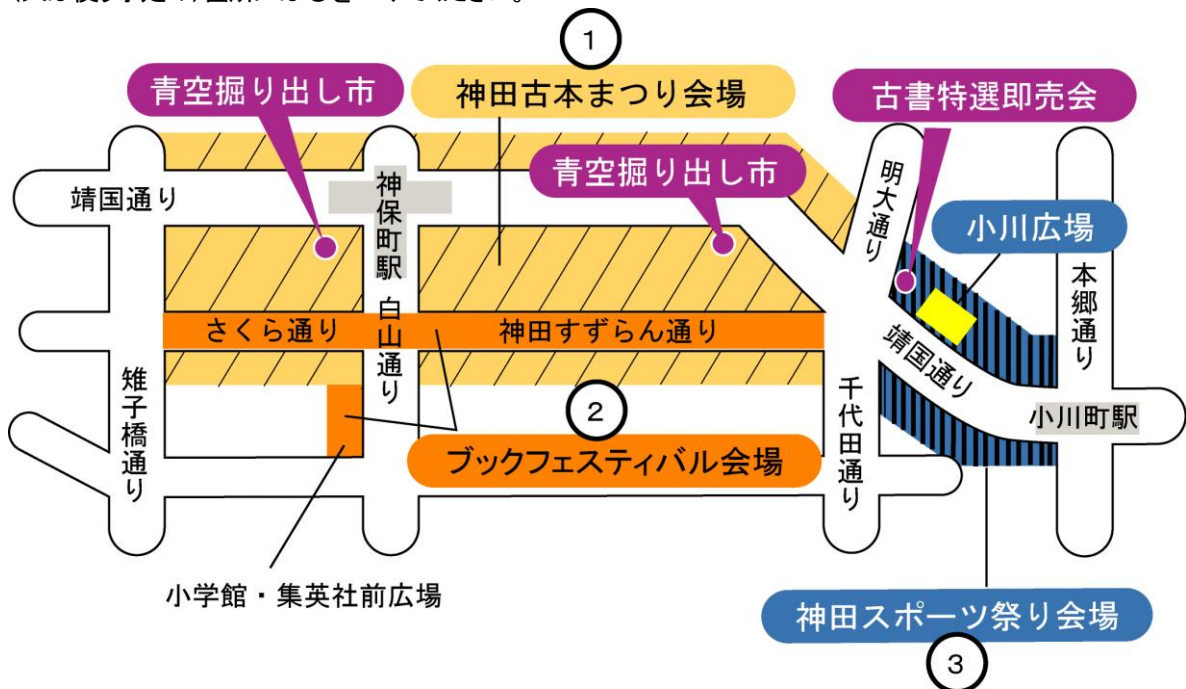 ①
青空掘り出し市
神田古本まつり会場
古書特選即売会
靖国通り
神保町駅
青空掘り出し市
明大通り
小川広場
本郷通り
さくら通り
白山通り
神田すずらん通り
靖国通り
雉子橋通り
②
千代田通り
小川町駅
ブックフェスティバル会場
小学館・集英社前広場
神田スポーツ祭り会場
③